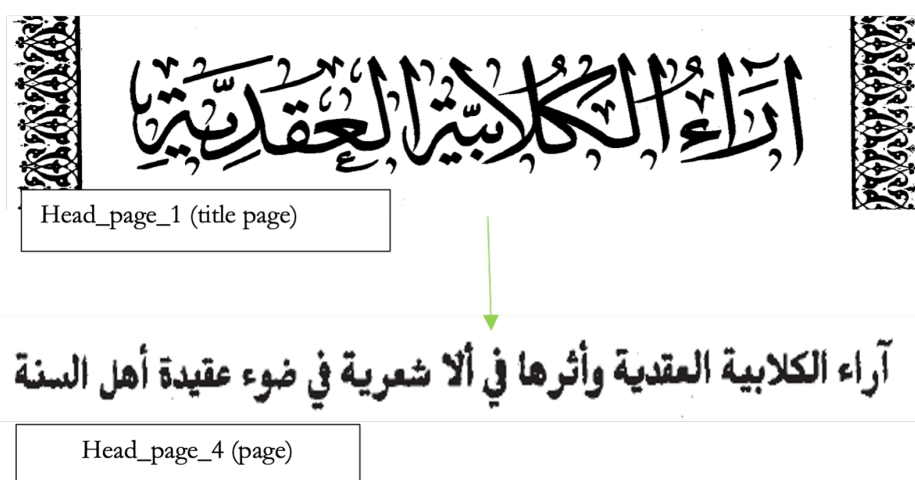 آراء الكلابية العقدية
Head_page_1 (title page)
آراء الكلابية العقدية وأثرها في ألا شعرية في ضوء عقيدة أهل السنة
Head_page_4 (page)